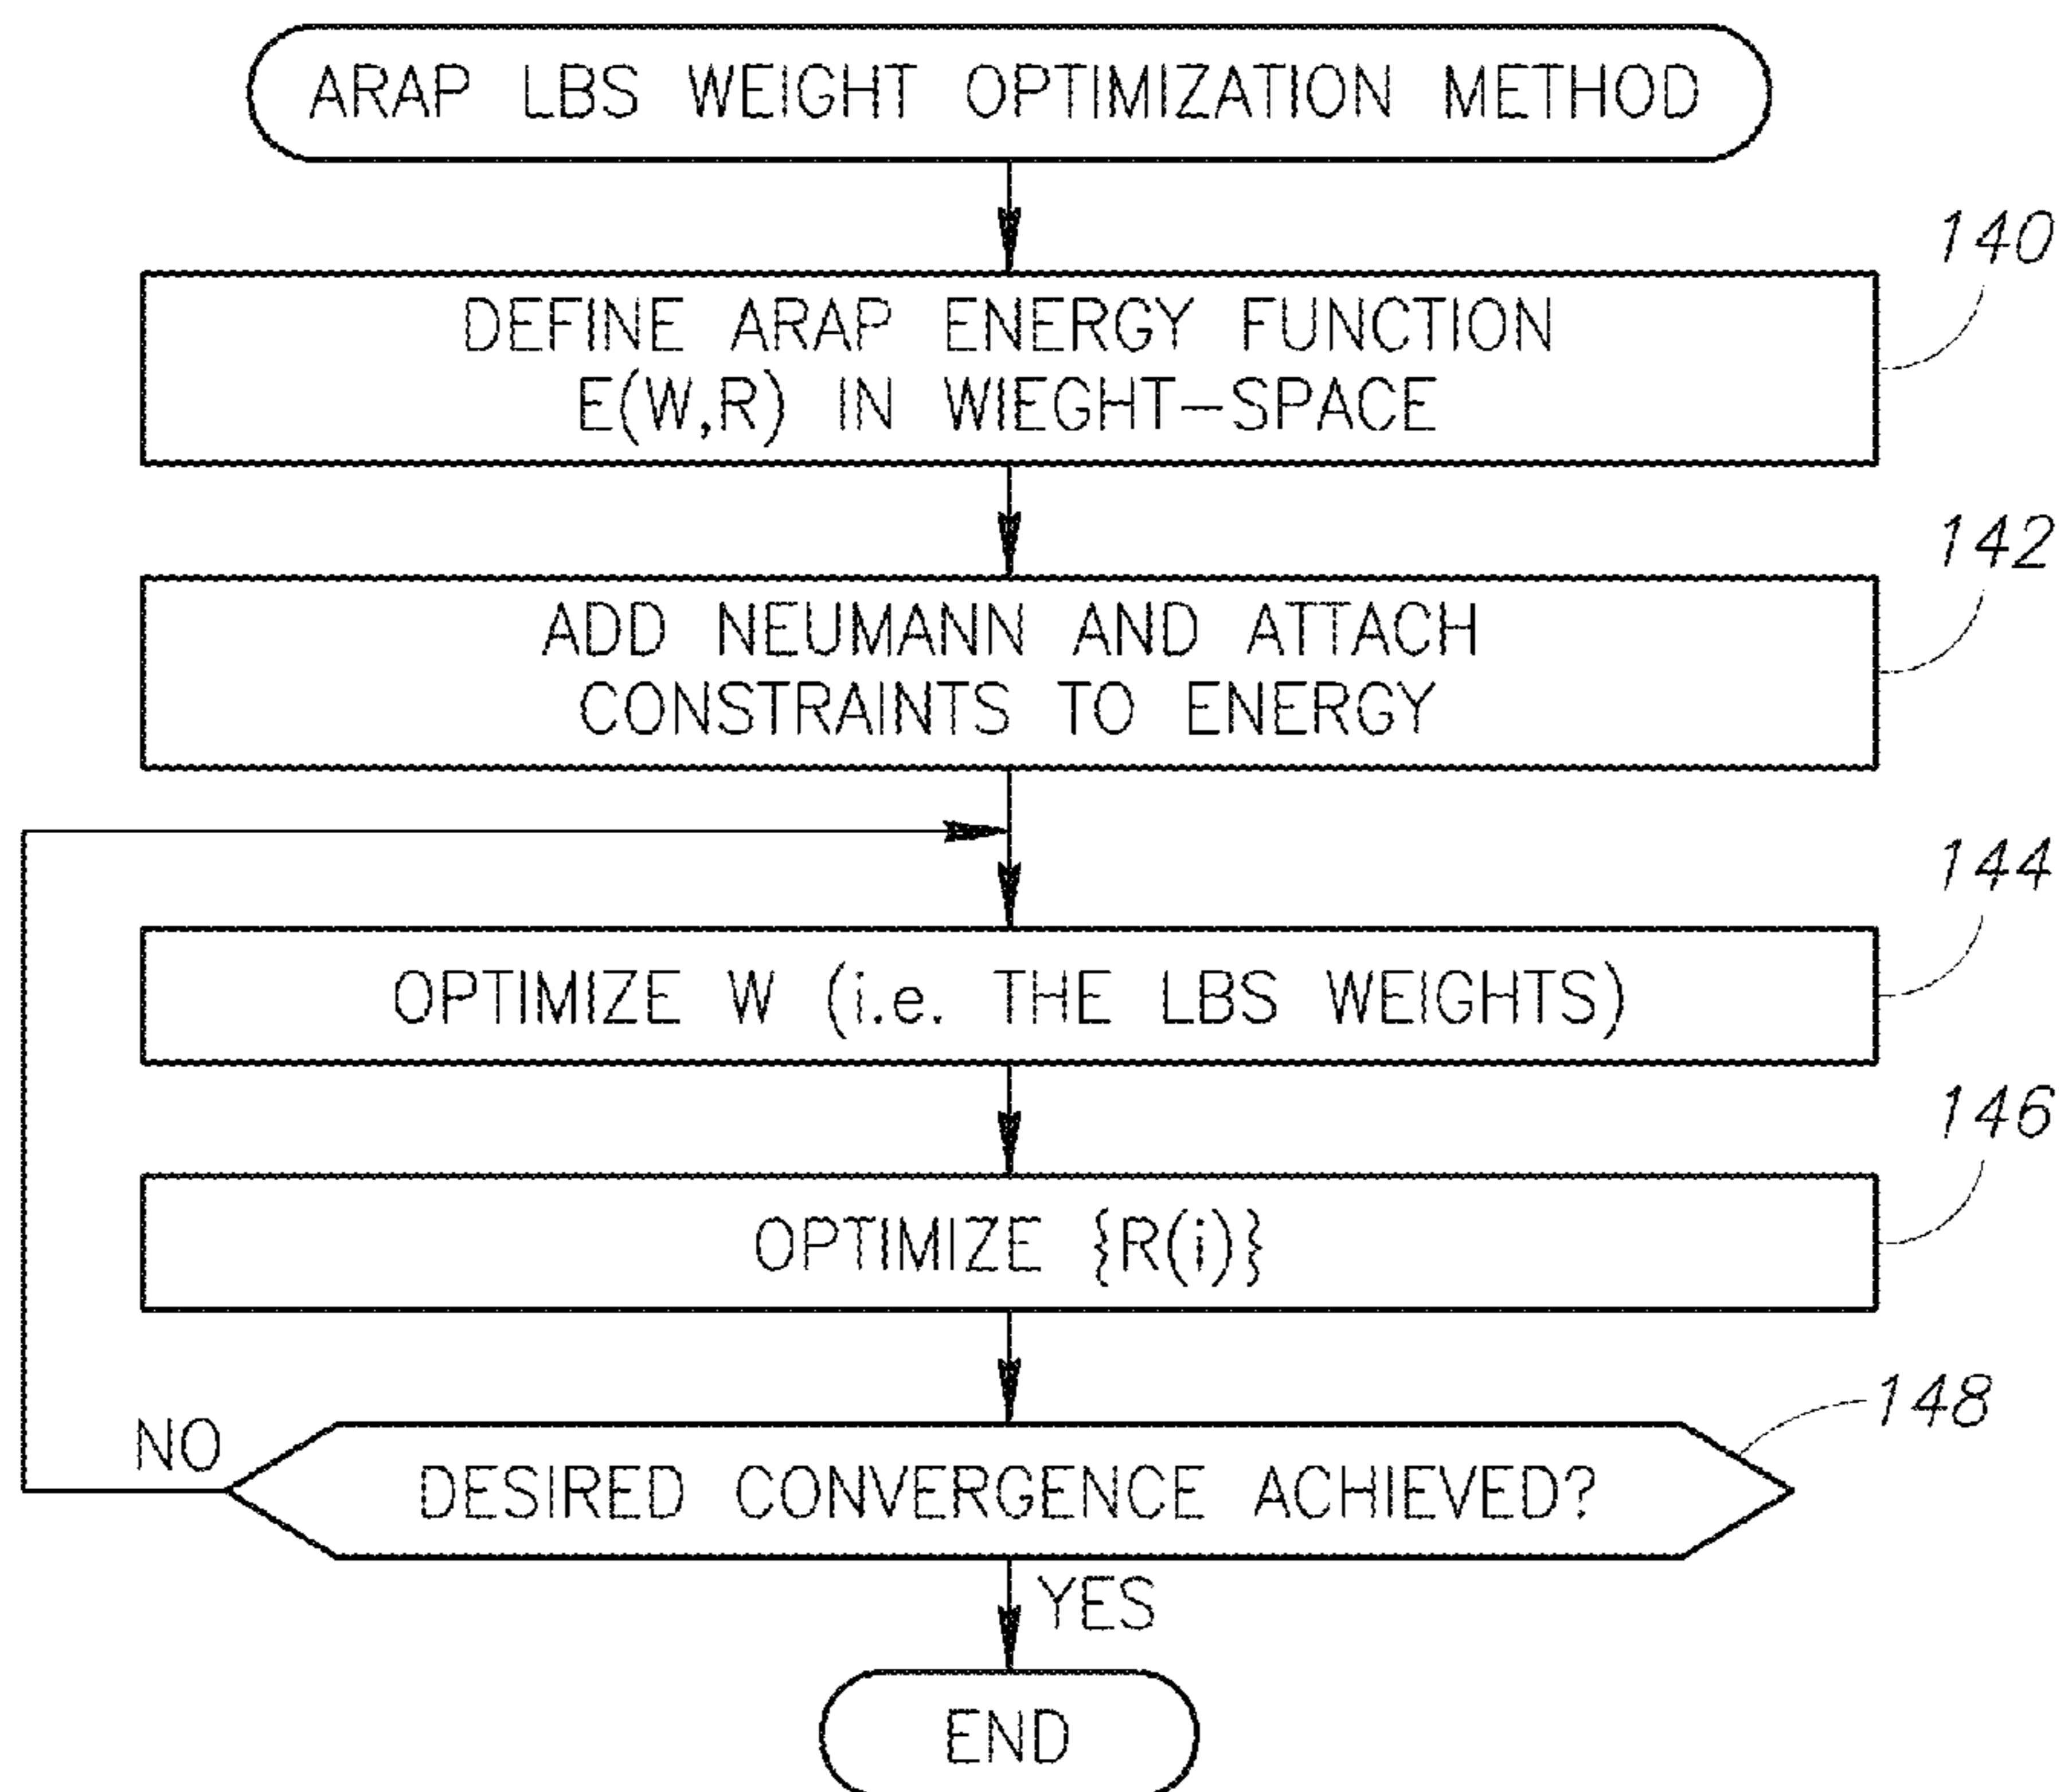 ARAP LBS WEIGHT OPTIMIZATION METHOD
140
DEFINE ARAP ENERGY FUNCTION
E(W,R) IN WIEGHT-SPACE
142
ADD NEUMANN AND ATTACH
CONSTRAINTS TO ENERGY
144
OPTIMIZE W (i.e. THE LBS WEIGHTS)
146
OPTIMIZE {R(i)}
148
NO
DESIRED CONVERGENCE ACHIEVED?
YES
END